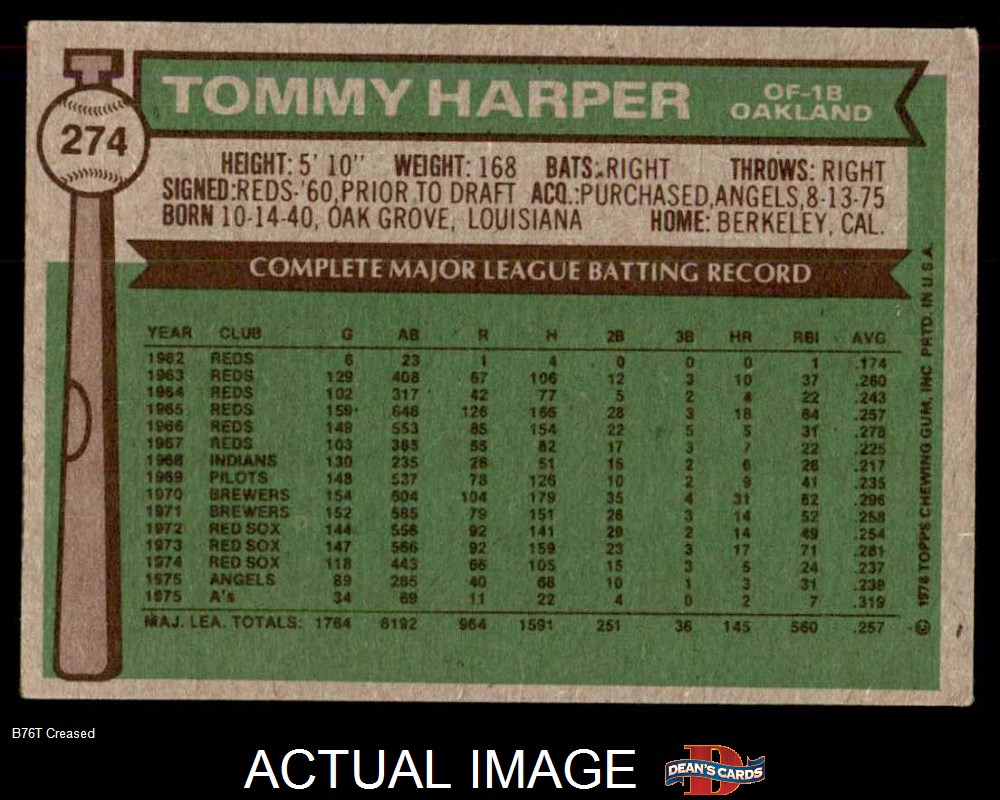 TOMMY HARPER
OF-1B
OAKLAND
274
HEIGHT: 5' 10" WEIGHT: 168 BATS: RIGHT THROWS: RIGHT
SIGNED: REDS-'60, PRIOR TO DRAFT ACQ.: PURCHASED, ANGELS, 8-13-75
BORN 10-14-40, OAK GROVE, LOUISIANA HOME: BERKELEY, CAL.
COMPLETE MAJOR LEAGUE BATTING RECORD
YEAR CLUB G AB R H 2B 3B HR RBI AVG
1962 REDS 6 23 1 4 0 0 0 1 .174
1963 REDS 129 408 67 106 12 3 10 37 .260
1964 REDS 102 317 42 77 5 2 4 22 .243
1965 REDS 159 646 126 166 28 3 18 64 .257
1966 REDS 149 553 85 154 22 5 5 31 .278
1967 REDS 103 365 55 82 17 3 7 22 .225
1968 INDIANS 130 235 26 51 15 2 6 26 .217
1969 PILOTS 148 537 78 126 10 2 9 41 .235
1970 BREWERS 154 604 104 179 35 4 31 82 .296
1971 BREWERS 152 585 79 151 26 3 14 52 .258
1972 RED SOX 144 556 92 141 29 2 14 49 .254
1973 RED SOX 147 566 92 159 23 3 17 71 .281
1974 RED SOX 118 443 66 105 15 3 5 24 .237
1975 ANGELS 89 285 40 68 10 1 3 31 .239
1975 A's 34 69 11 22 4 0 2 7 .319
MAJ. LEA. TOTALS: 1764 6192 964 1591 251 36 145 560 .257
© 1976 TOPPS CHEWING GUM, INC PRTD. IN U.S.A.
B76T Creased
ACTUAL IMAGE
D
DEAN'S CARDS